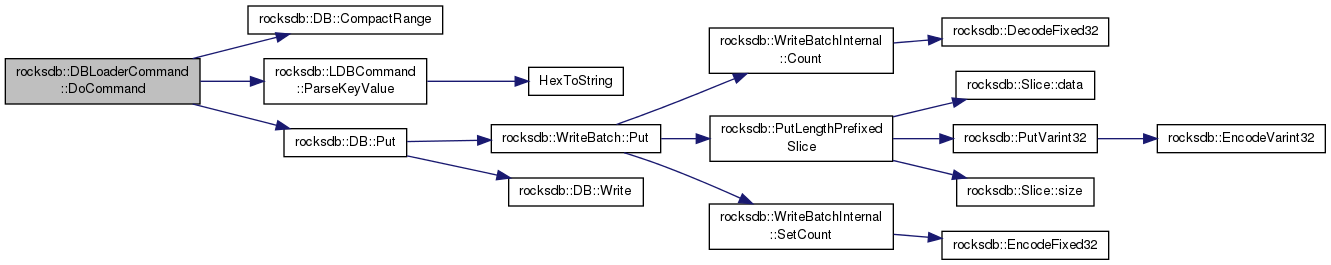 rocksdb::DBLoaderCommand
::DoCommand
rocksdb::DB::CompactRange
rocksdb::LDBCommand
::ParseKeyValue
HexToString
rocksdb::DB::Put
rocksdb::WriteBatch::Put
rocksdb::DB::Write
rocksdb::WriteBatchInternal
::Count
rocksdb::DecodeFixed32
rocksdb::PutLengthPrefixed
Slice
rocksdb::Slice::data
rocksdb::PutVarint32
rocksdb::EncodeVarint32
rocksdb::Slice::size
rocksdb::WriteBatchInternal
::SetCount
rocksdb::EncodeFixed32